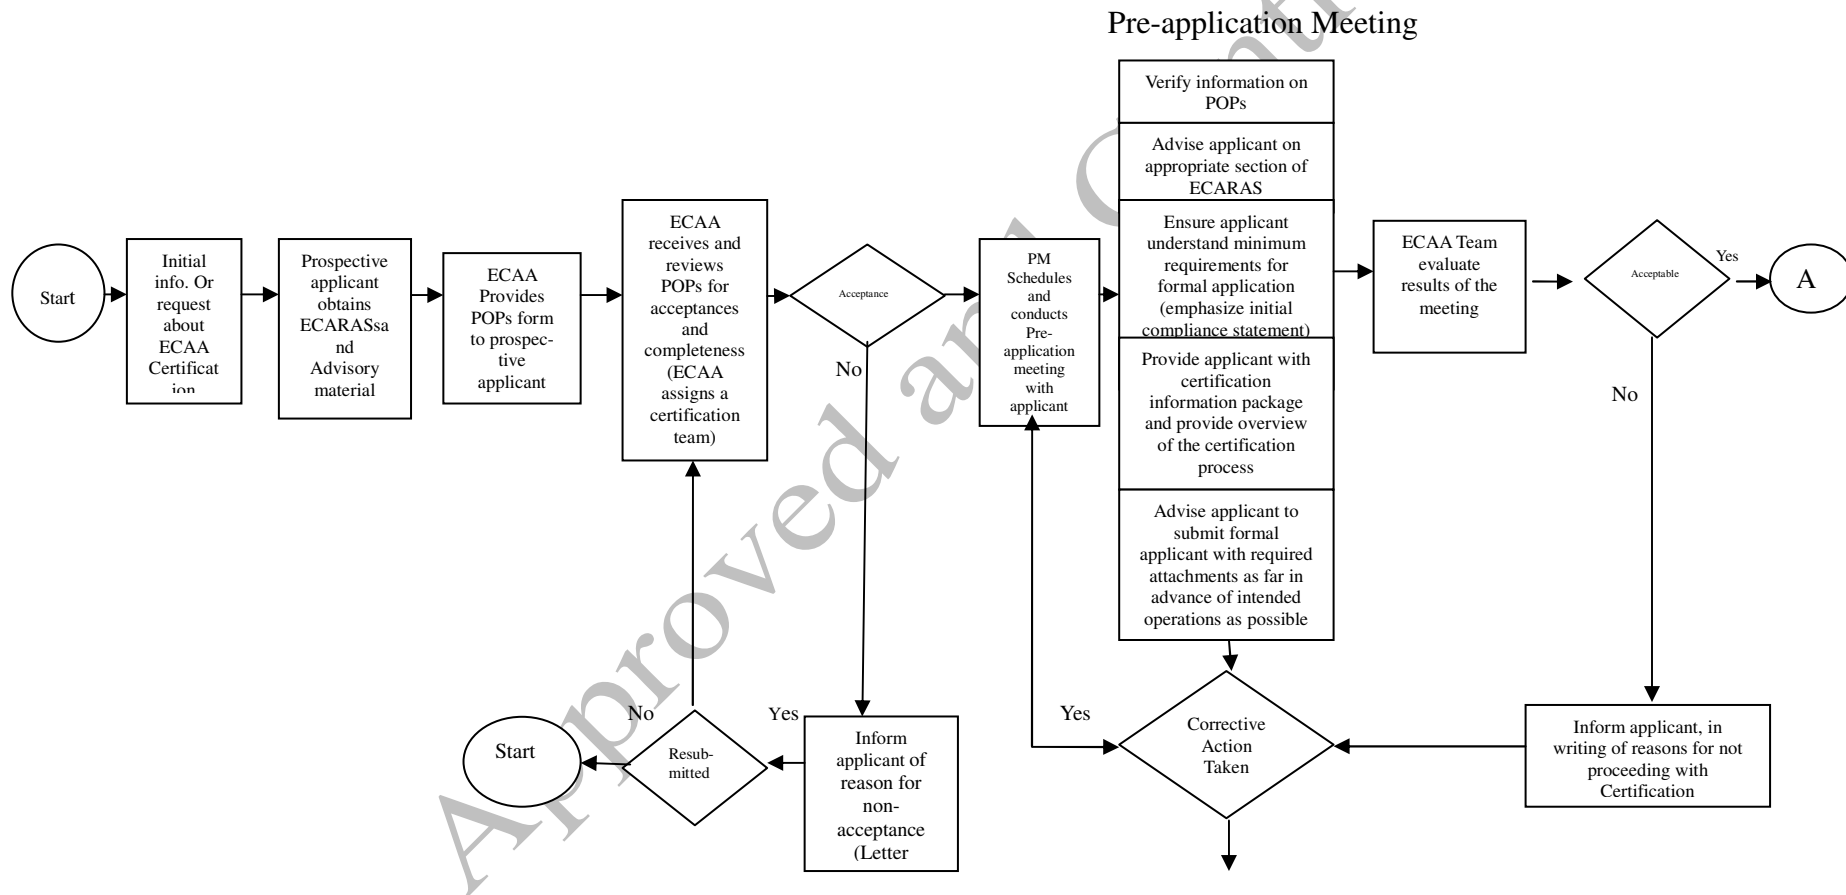 Pre-application Meeting
Start
Initial
info. Or
request
about
ECAA
Certificat
ion
Prospective
applicant
obtains
ECARASsa
nd
Advisory
material
ECAA
Provides
POPs form
to prospec-
tive
applicant
ECAA
receives and
reviews
POPs for
acceptances
and
completeness
(ECAA
assigns a
certification
team)
Acceptance
No
PM
Schedules
and
conducts
Pre-
application
meeting
with
applicant
Verify information on
POPs
Advise applicant on
appropriate section of
ECARAS
Ensure applicant
understand minimum
requirements for
formal application
(emphasize initial
compliance statement)
Provide applicant with
certification
information package
and provide overview
of the certification
process
Advise applicant to
submit formal
applicant with required
attachments as far in
advance of intended
operations as possible
ECAA Team
evaluate
results of the
meeting
Acceptable
Yes
A
No
Start
No
Resub-
mitted
Yes
Inform
applicant of
reason for
non-
acceptance
(Letter
Yes
Corrective
Action
Taken
Inform applicant, in
writing of reasons for not
proceeding with
Certification
Approved and